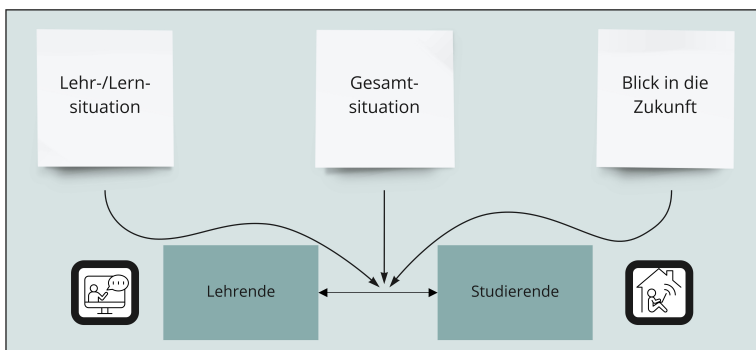 Lehr-/Lern-
situation
Gesamt-
situation
Blick in die
Zukunft
Lehrende
Studierende